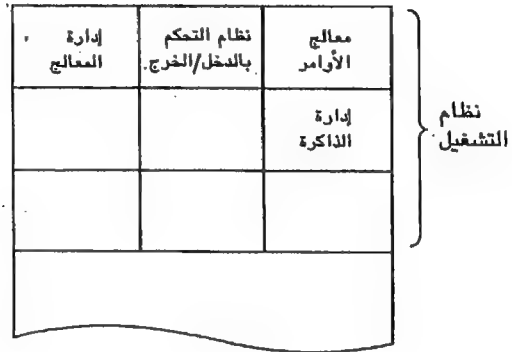 معالج
الأوامر
نظام التحكم
بالدخل/الخرج
إدارة
المعالج
إدارة
الذاكرة
نظام
التشغيل